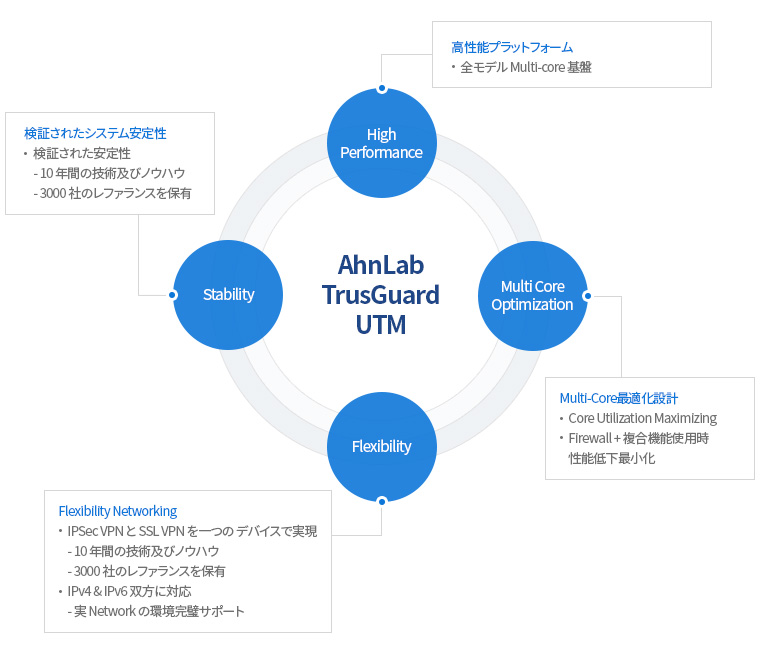 高性能プラットフォーム
・ 全モデル Multi-core 基盤
High
Performance
検証されたシステム安定性
・ 検証された安定性
- 10 年間の技術及びノウハウ
- 3000 社のレファランスを保有
Stability
AhnLab
TrusGuard
UTM
Multi Core
Optimization
Multi-Core最適化設計
・ Core Utilization Maximizing
・ Firewall + 複合機能使用時
性能低下最小化
Flexibility
Flexibility Networking
・ IPSec VPN と SSL VPN を一つの デバイスで実現
- 10 年間の技術及びノウハウ
- 3000 社のレファランスを保有
・ IPv4 & IPv6 双方に対応
- 実 Network の環境完璧サポート